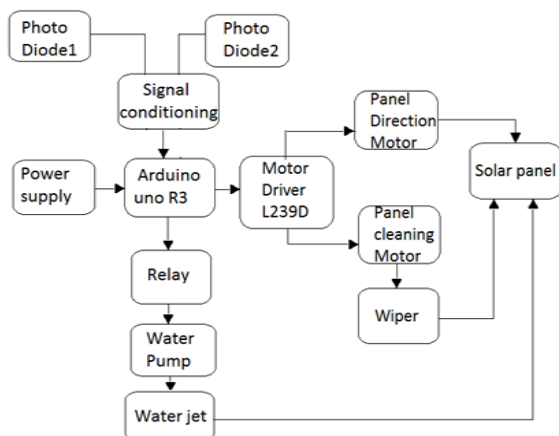 Photo
Diode1
Photo
Diode2
Signal
conditioning
Power
supply
Arduino
uno R3
Motor
Driver
L239D
Panel
Direction
Motor
Solar panel
Panel
cleaning
Motor
Relay
Wiper
Water
Pump
Water jet